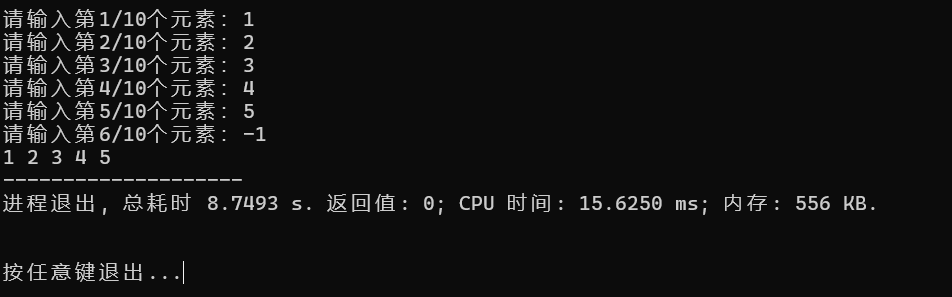 请输入第1/10个元素: 1
请输入第2/10个元素: 2
请输入第3/10个元素: 3
请输入第4/10个元素: 4
请输入第5/10个元素: 5
请输入第6/10个元素: -1
1 2 3 4 5
--------------------
进程退出, 总耗时 8.7493 s. 返回值: 0; CPU 时间: 15.6250 ms; 内存: 556 KB.
按任意键退出...